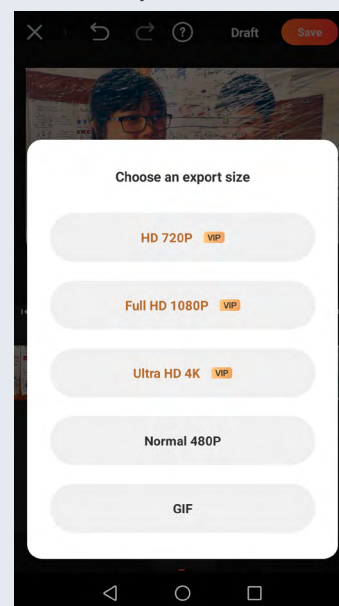 ? Draft Save
Choose an export size
HD 720P VIP
Full HD 1080P VIP
Ultra HD 4K VIP
Normal 480P
GIF